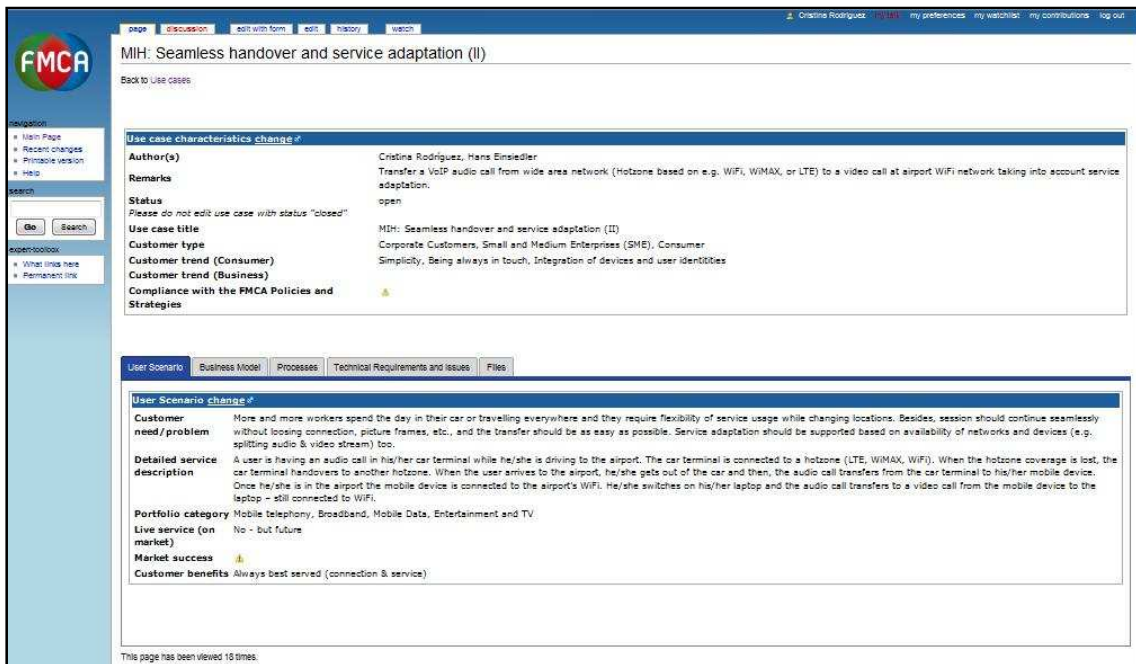 Cristina Rodríguez my talk my preferences my watchlist my contributions log out
page discussion edit with form edit history watch
FMCA
MIH: Seamless handover and service adaptation (II)
Back to Use cases
navigation
Main Page
Recent changes
Printable version
Help
search
Go Search
expert-toolbox
What links here
Permanent link
Use case characteristics change
Author(s) Cristina Rodríguez, Hans Einsiedler
Remarks Transfer a VoIP audio call from wide area network (Hotzone based on e.g. WiFi, WiMAX, or LTE) to a video call at airport WiFi network taking into account service
adaptation.
Status open
Please do not edit use case with status "closed"
Use case title MIH: Seamless handover and service adaptation (II)
Customer type Corporate Customers, Small and Medium Enterprises (SME), Consumer
Customer trend (Consumer) Simplicity, Being always in touch, Integration of devices and user identitities
Customer trend (Business)
Compliance with the FMCA Policies and
Strategies
User Scenario Business Model Processes Technical Requirements and Issues Files
User Scenario change
Customer need/problem More and more workers spend the day in their car or travelling everywhere and they require flexibility of service usage while changing locations. Besides, session should continue seamlessly
without loosing connection, picture frames, etc., and the transfer should be as easy as possible. Service adaptation should be supported based on availability of networks and devices (e.g.
splitting audio & video stream) too.
Detailed service description A user is having an audio call in his/her car terminal while he/she is driving to the airport. The car terminal is connected to a hotzone (LTE, WiMAX, WiFi). When the hotzone coverage is lost, the
car terminal handovers to another hotzone. When the user arrives to the airport, he/she gets out of the car and then, the audio call transfers from the car terminal to his/her mobile device.
Once he/she is in the airport the mobile device is connected to the airport's WiFi. He/she switches on his/her laptop and the audio call transfers to a video call from the mobile device to the
laptop – still connected to WiFi.
Portfolio category Mobile telephony, Broadband, Mobile Data, Entertainment and TV
Live service (on market) No - but future
Market success
Customer benefits Always best served (connection & service)
This page has been viewed 18 times.